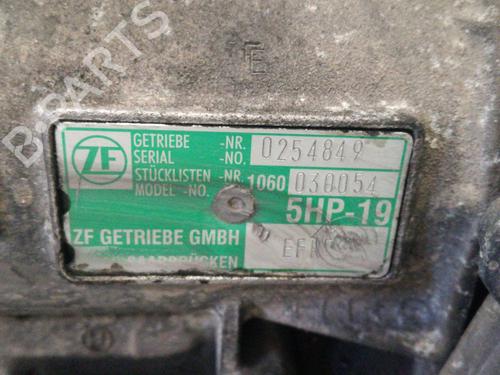 B-PARTS
E
ZF
GETRIEBE -NR. 0254849
SERIAL -NO.
STÜCKLISTEN -NR. 1060 030054
MODEL -NO.
5HP-19
ZF GETRIEBE GMBH
SAARBRÜCKEN